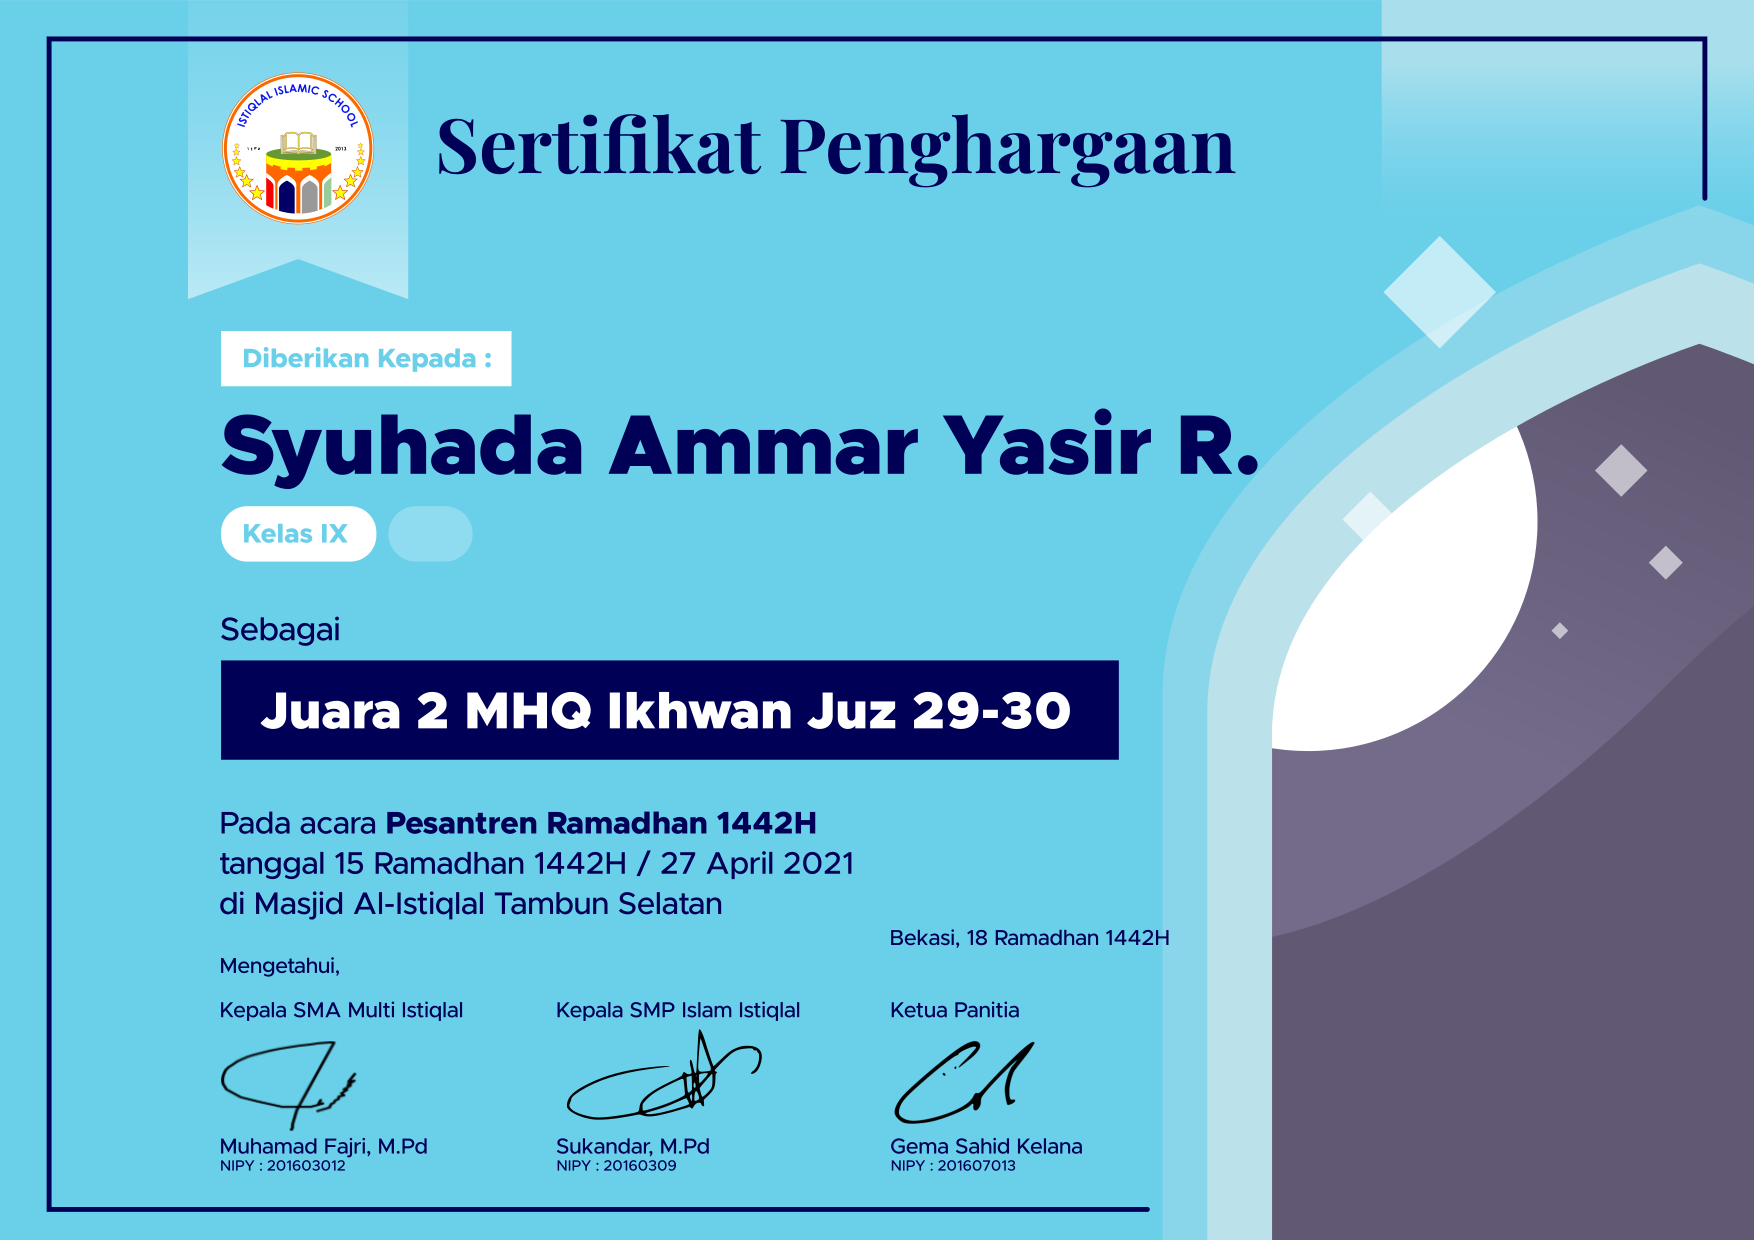 ISTIQLAL ISLAMIC SCHOOL
١٤٣٥ 2013
Sertifikat Penghargaan
Diberikan Kepada :
Syuhada Ammar Yasir R.
Kelas IX
Sebagai
Juara 2 MHQ Ikhwan Juz 29-30
Pada acara Pesantren Ramadhan 1442H
tanggal 15 Ramadhan 1442H / 27 April 2021
di Masjid Al-Istiqlal Tambun Selatan
Bekasi, 18 Ramadhan 1442H
Mengetahui,
Kepala SMA Multi Istiqlal
Kepala SMP Islam Istiqlal
Ketua Panitia
Muhamad Fajri, M.Pd
NIPY : 201603012
Sukandar, M.Pd
NIPY : 20160309
Gema Sahid Kelana
NIPY : 201607013